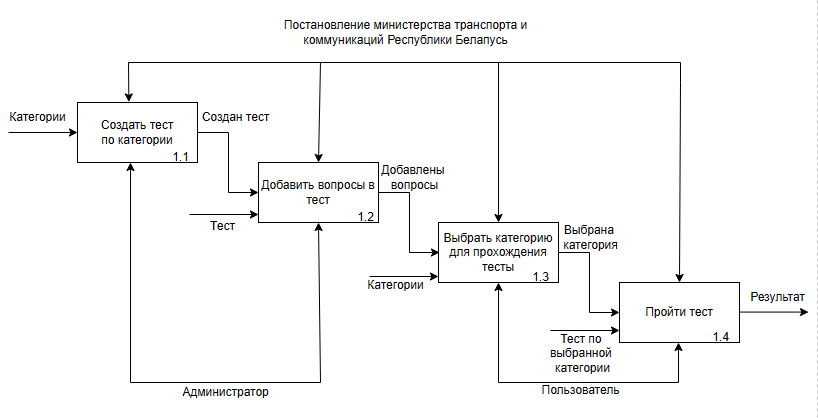 Постановление министерства транспорта и
коммуникаций Республики Беларусь
Категории
Создать тест
по категории
1.1
Создан тест
Добавить вопросы в
тест
1.2
Тест
Добавлены
вопросы
Выбрать категорию
для прохождения
тесты
1.3
Категории
Выбрана
категория
Пройти тест
1.4
Результат
Тест по
выбранной
категории
Администратор
Пользователь